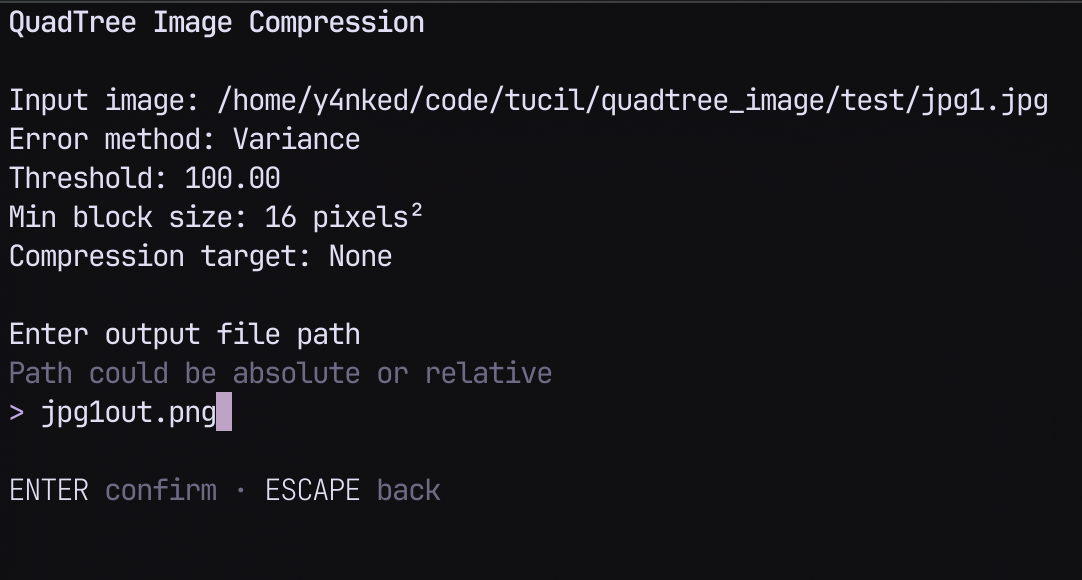 QuadTree Image Compression
Input image: /home/y4nked/code/tucil/quadtree_image/test/jpg1.jpg
Error method: Variance
Threshold: 100.00
Min block size: 16 pixels²
Compression target: None
Enter output file path
Path could be absolute or relative
> jpg1out.png
ENTER confirm · ESCAPE back